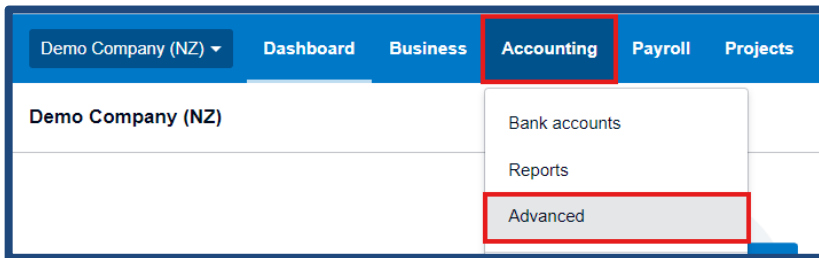 Demo Company (NZ) Dashboard Business Accounting Payroll Projects
Demo Company (NZ)
Bank accounts
Reports
Advanced